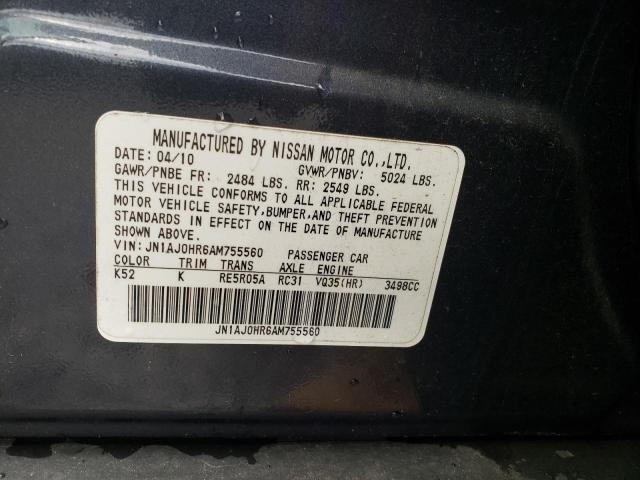 MANUFACTURED BY NISSAN MOTOR CO.,LTD.
DATE: 04/10 GVWR/PNBV: 5024 LBS.
GAWR/PNBE FR: 2484 LBS. RR: 2549 LBS.
THIS VEHICLE CONFORMS TO ALL APPLICABLE FEDERAL
MOTOR VEHICLE SAFETY,BUMPER,AND THEFT PREVENTION
STANDARDS IN EFFECT ON THE DATE OF MANUFACTURE
SHOWN ABOVE.
VIN: JN1AJ0HR6AM755560 PASSENGER CAR
COLOR TRIM TRANS AXLE ENGINE
K52 K RE5R05A RC31 VQ35(HR) 3498CC
JN1AJ0HR6AM755560